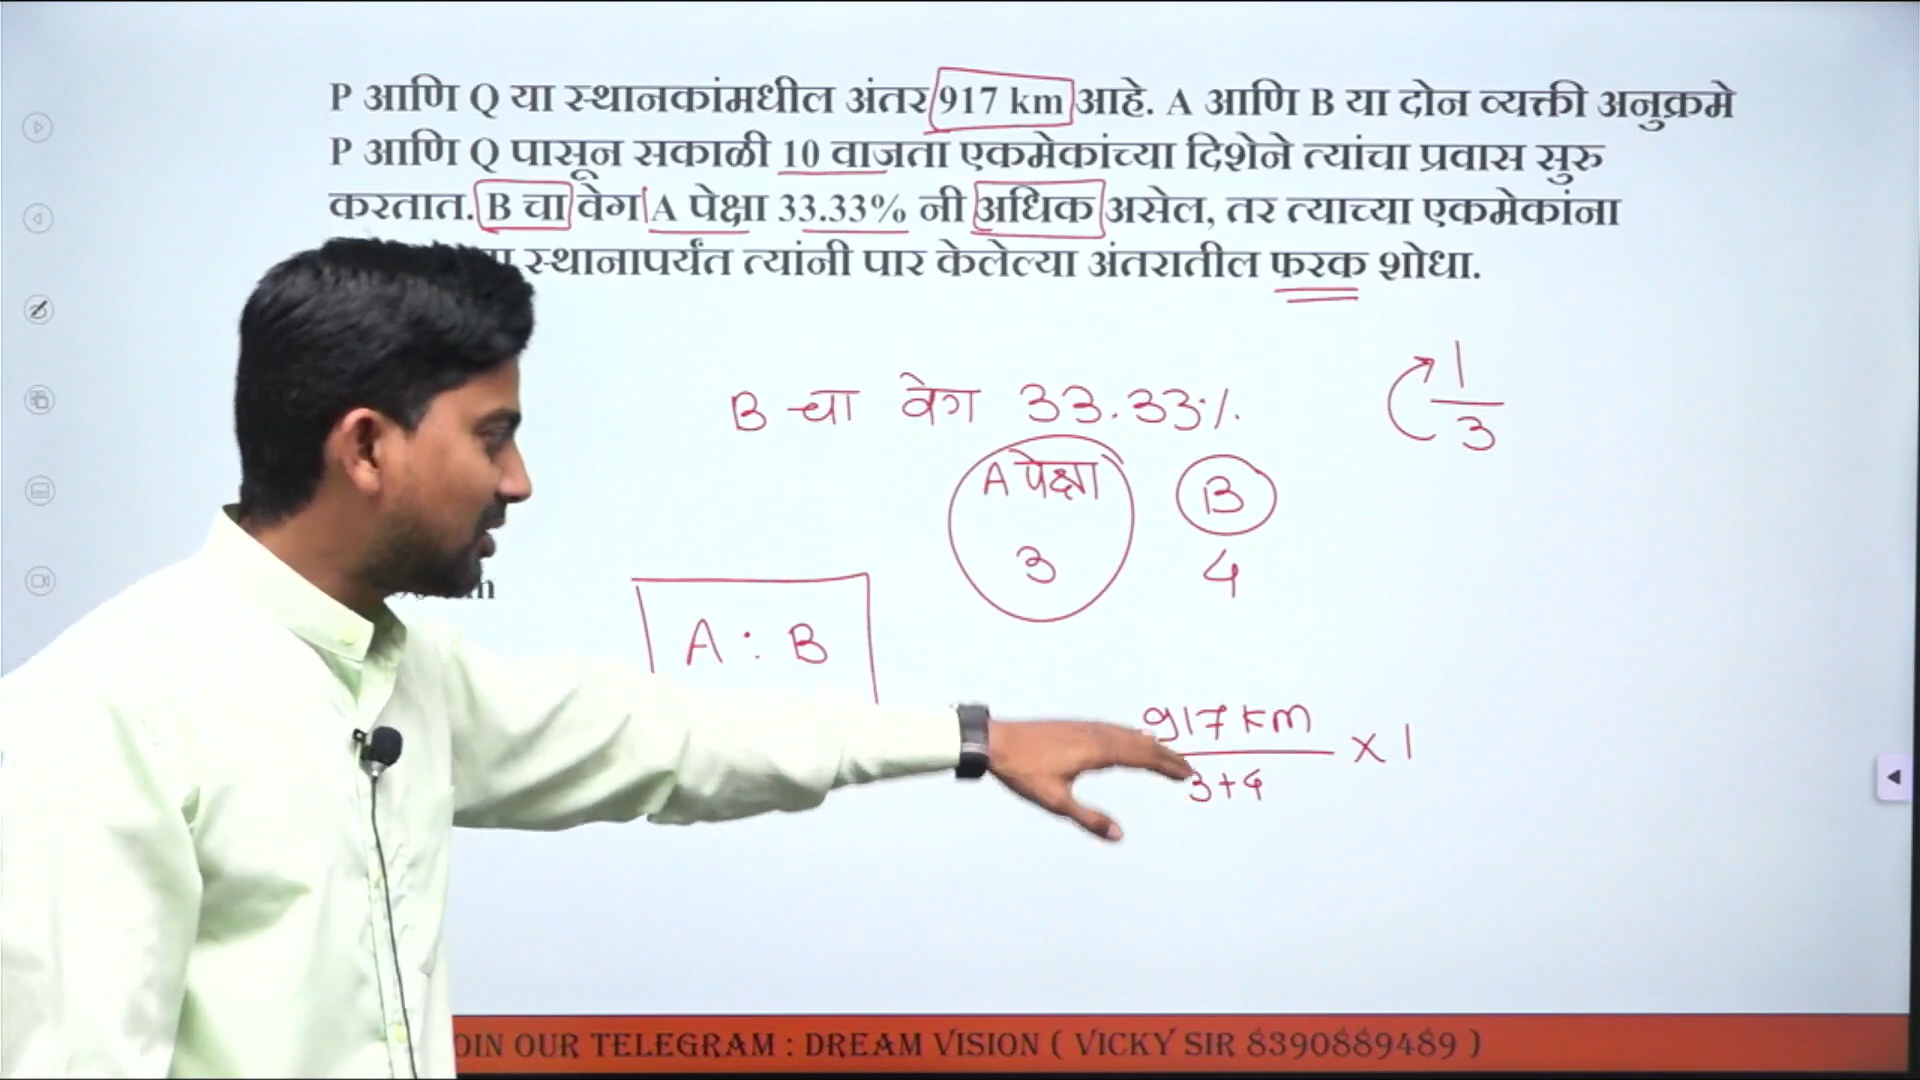 P आणि Q या स्थानकांमधील अंतर 917 km आहे. A आणि B या दोन व्यक्ती अनुक्रमे
P आणि Q पासून सकाळी 10 वाजता एकमेकांच्या दिशेने त्यांचा प्रवास सुरु
करतात. B चा वेग A पेक्षा 33.33% नी अधिक असेल, तर त्याच्या एकमेकांना
स्थानापर्यंत त्यांनी पार केलेल्या अंतरातील फरक शोधा.
B चा वेग 33.33%
1
3
A पेक्षा B
3 4
A : B
917 km
3+4
× 1
OIN OUR TELEGRAM : DREAM VISION ( VICKY SIR 8390889489 )